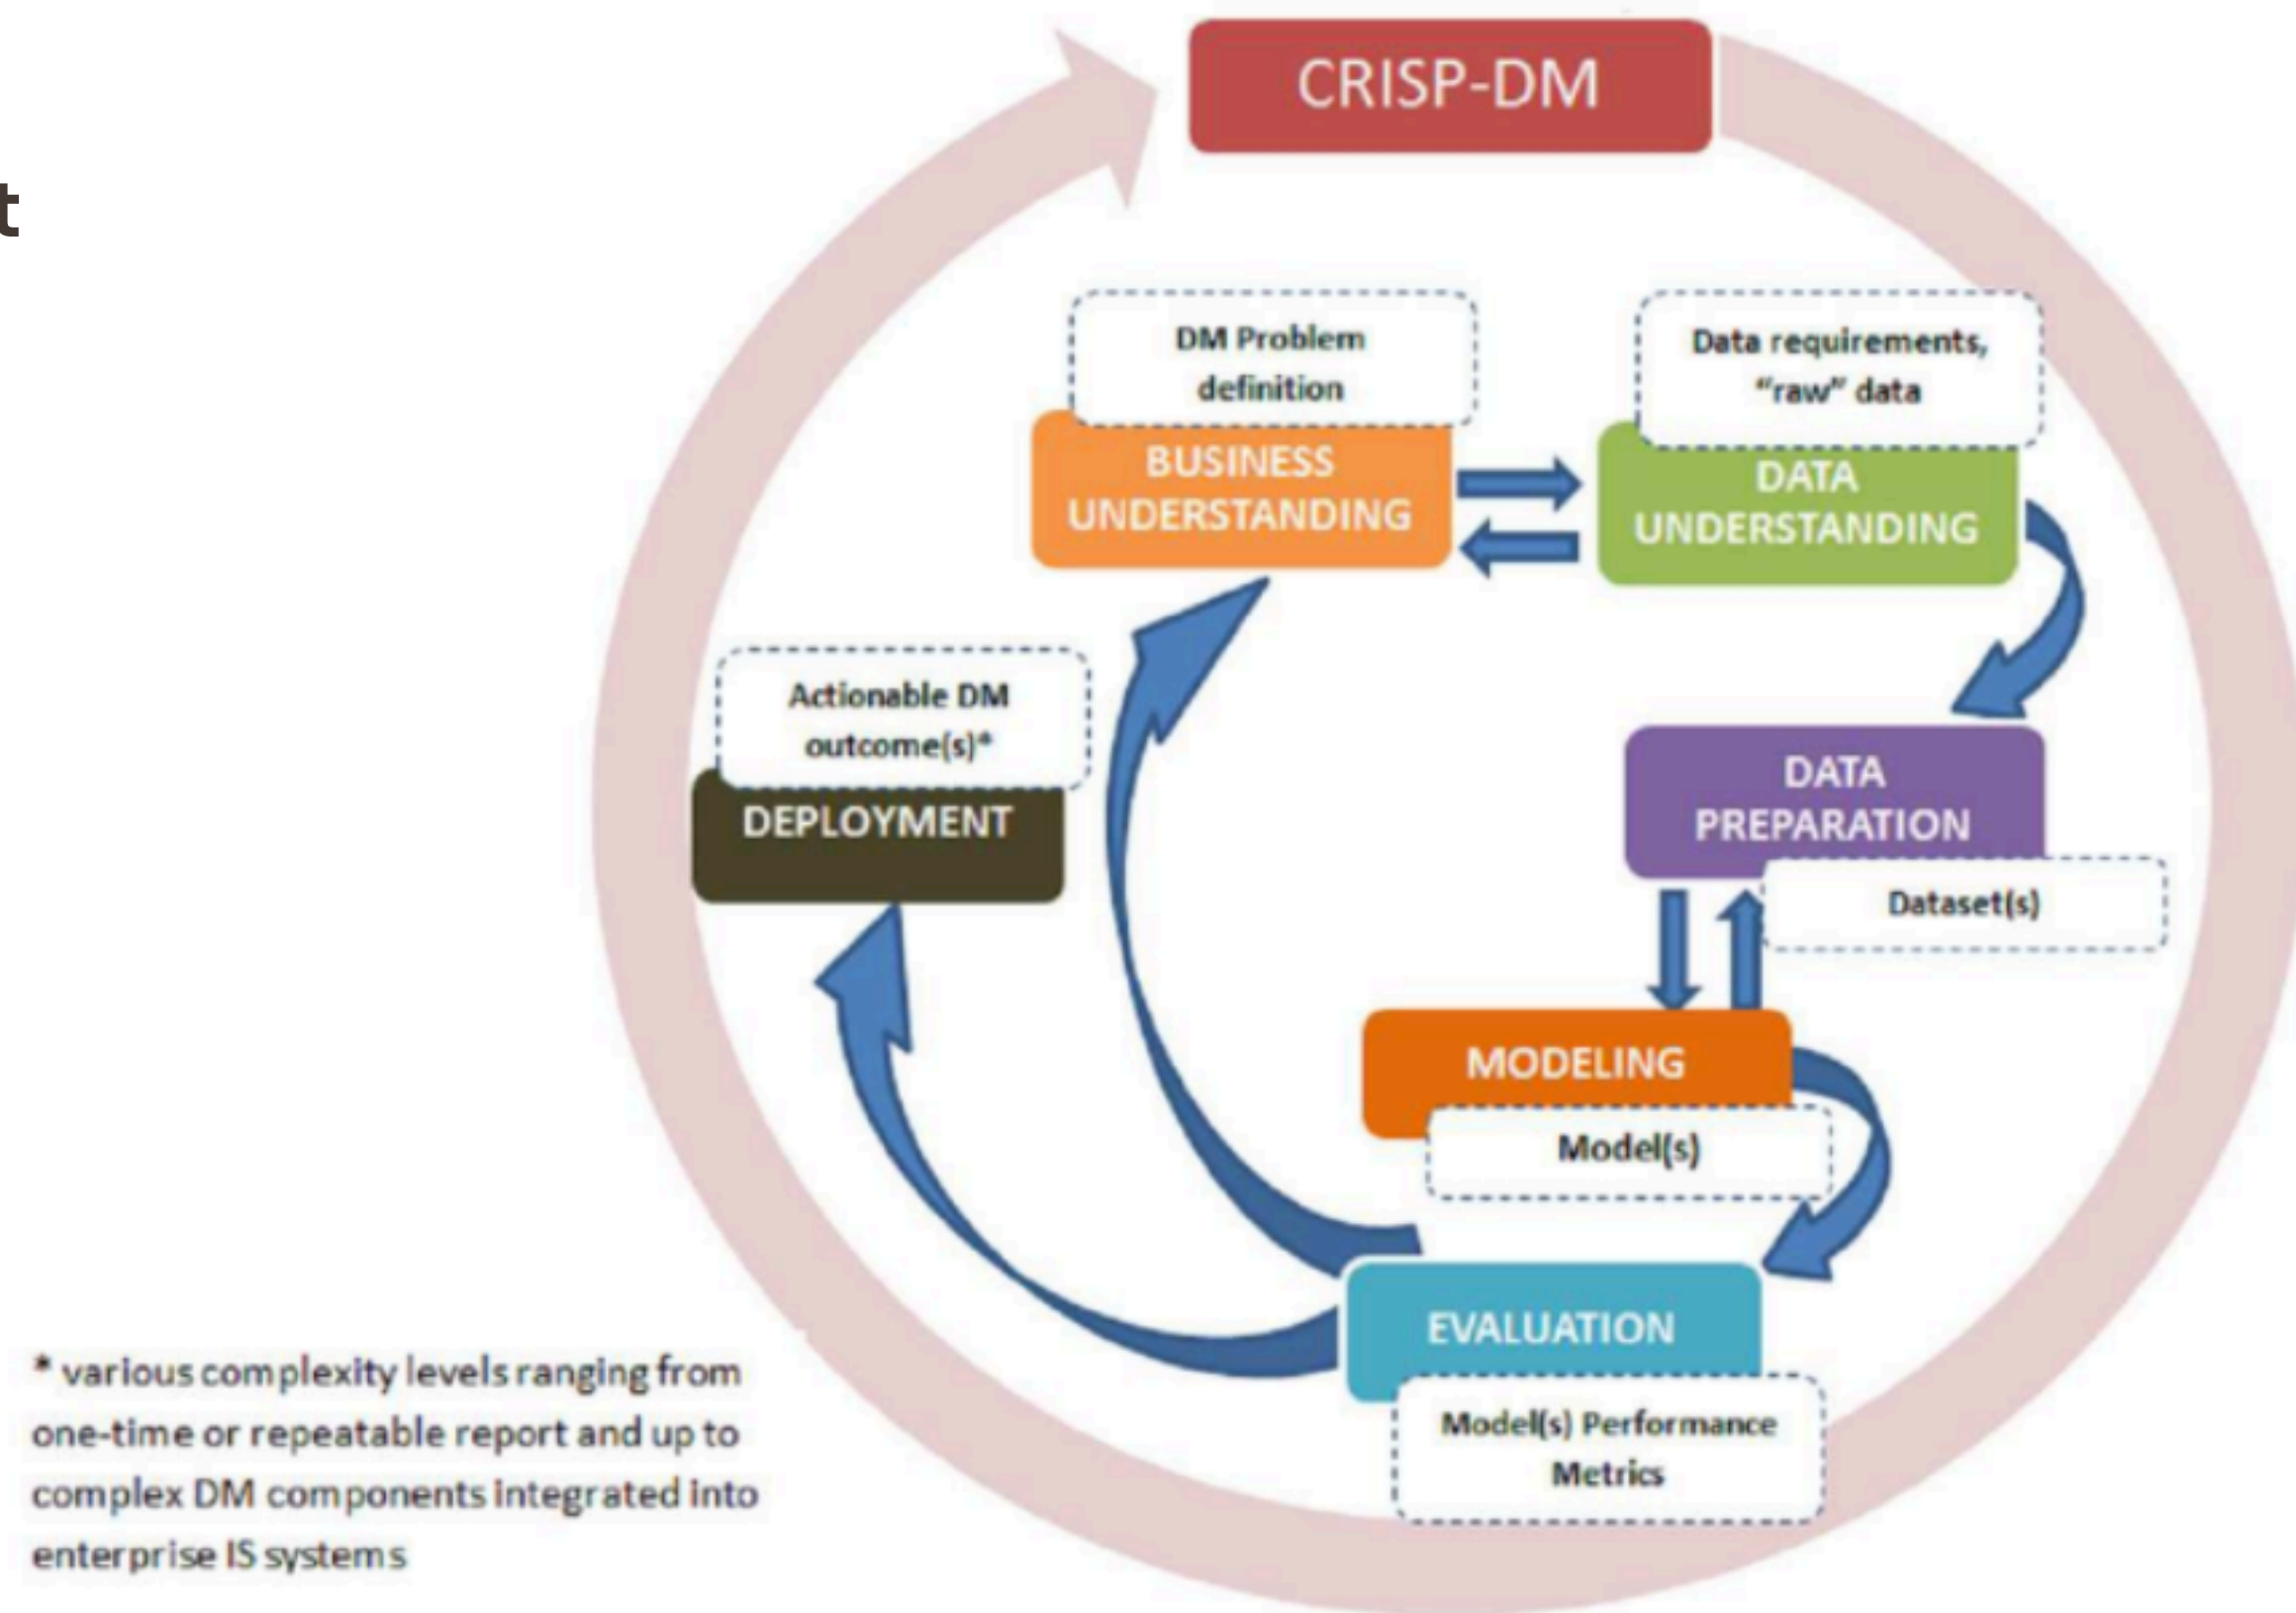 t
CRISP-DM
DM Problem
definition
BUSINESS
UNDERSTANDING
Data requirements,
“raw” data
DATA
UNDERSTANDING
Actionable DM
outcome(s)*
DEPLOYMENT
DATA
PREPARATION
Dataset(s)
MODELING
Model(s)
EVALUATION
Model(s) Performance
Metrics
* various complexity levels ranging from
one-time or repeatable report and up to
complex DM components integrated into
enterprise IS systems